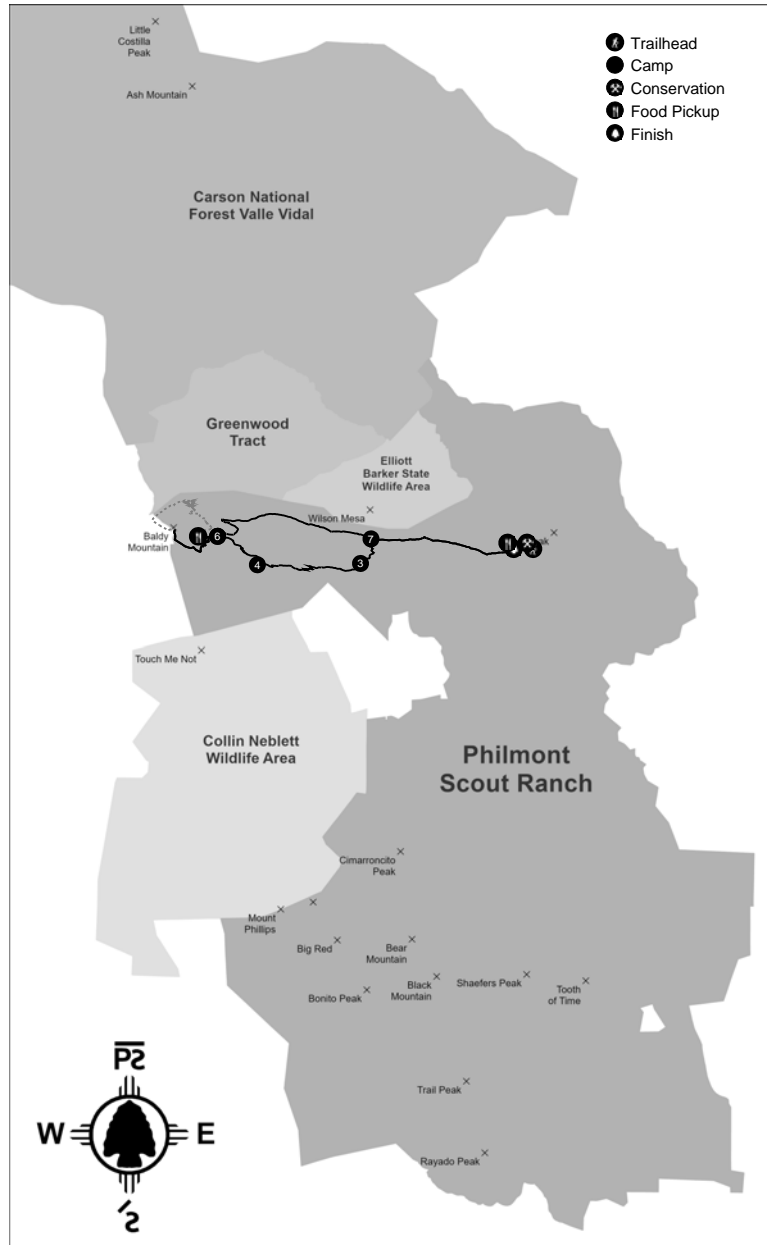 Little
Costilla
Peak
Ash Mountain
Trailhead
Camp
Conservation
Food Pickup
Finish
Carson National
Forest Valle Vidal
Greenwood
Tract
Elliott
Barker State
Wildlife Area
Wilson Mesa
Baldy
Mountain
6
7
4
3
Touch Me Not
Collin Neblett
Wildlife Area
Philmont
Scout Ranch
Cimarroncito
Peak
Mount
Phillips
Big Red
Bear
Mountain
Bonito Peak
Black
Mountain
Shaefers Peak
Tooth
of Time
Trail Peak
Rayado Peak
W
E